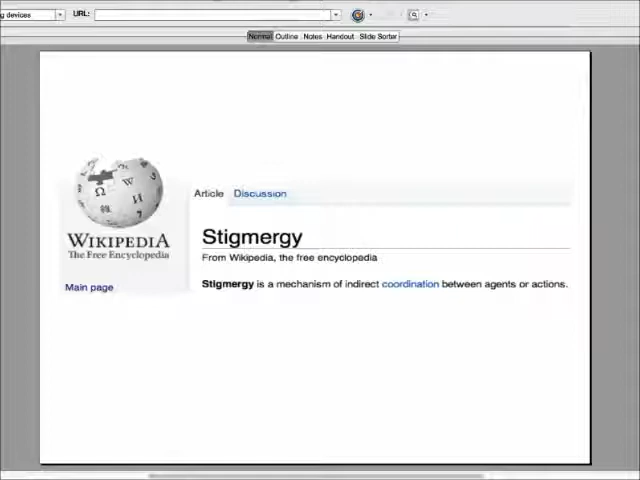 g devices URL:
Normal Outline Notes Handout Slide Sorter
Article Discussion
WIKIPEDIA
The Free Encyclopedia
Main page
Stigmergy
From Wikipedia, the free encyclopedia
Stigmergy is a mechanism of indirect coordination between agents or actions.